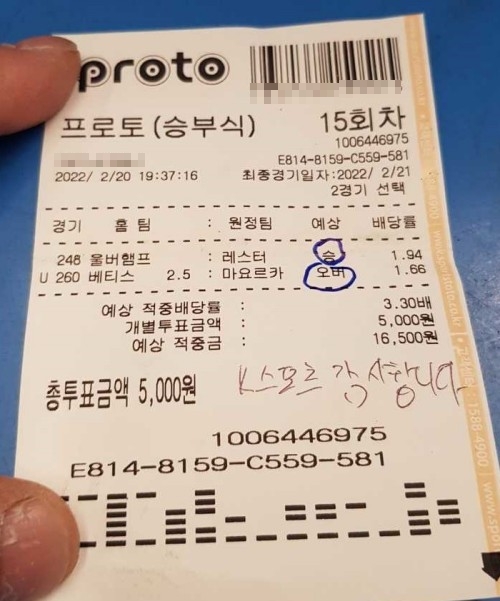 proto
프로토(승부식) 15회차
1006446975
E814-8159-C559-581
2022/ 2/20 19:37:16 최종경기일자:2022/ 2/21
2경기 선택
경기 홈 팀 : 원정팀 예상 배당률
248 울버햄프 : 레스터 승 1.94
U 260 베티스 2.5 : 마요르카 오버 1.66
예상 적중배당률 : 3.30배
개별투표금액 : 5,000원
예상 적중금 : 16,500원
총투표금액 5,000원
K스포츠 감사합니다
1006446975
E814-8159-C559-581
1588-4900